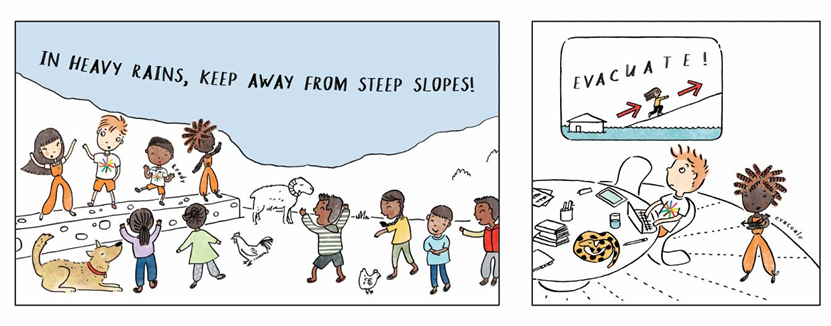 IN HEAVY RAINS, KEEP AWAY FROM STEEP SLOPES!
EVACUATE!
evacuate